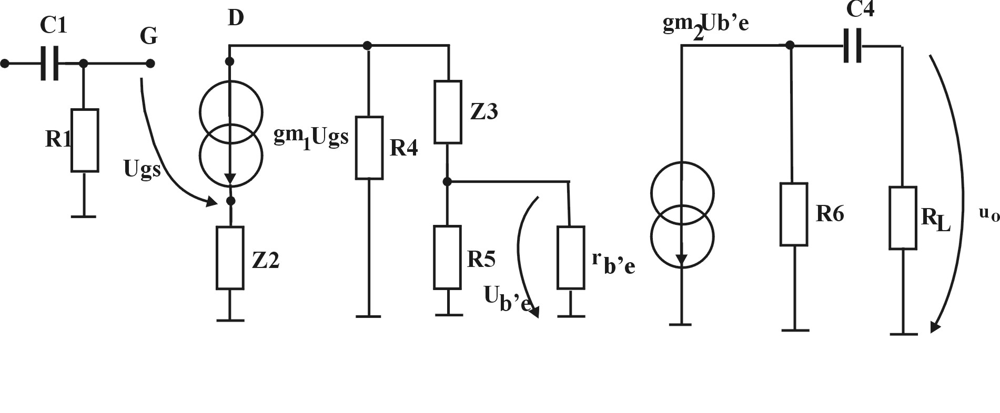 C1
G
D
R1
Ugs
gm1Ugs
Z2
R4
Z3
R5
Ub’e
rb’e
gm2Ub’e
C4
R6
RL
uo